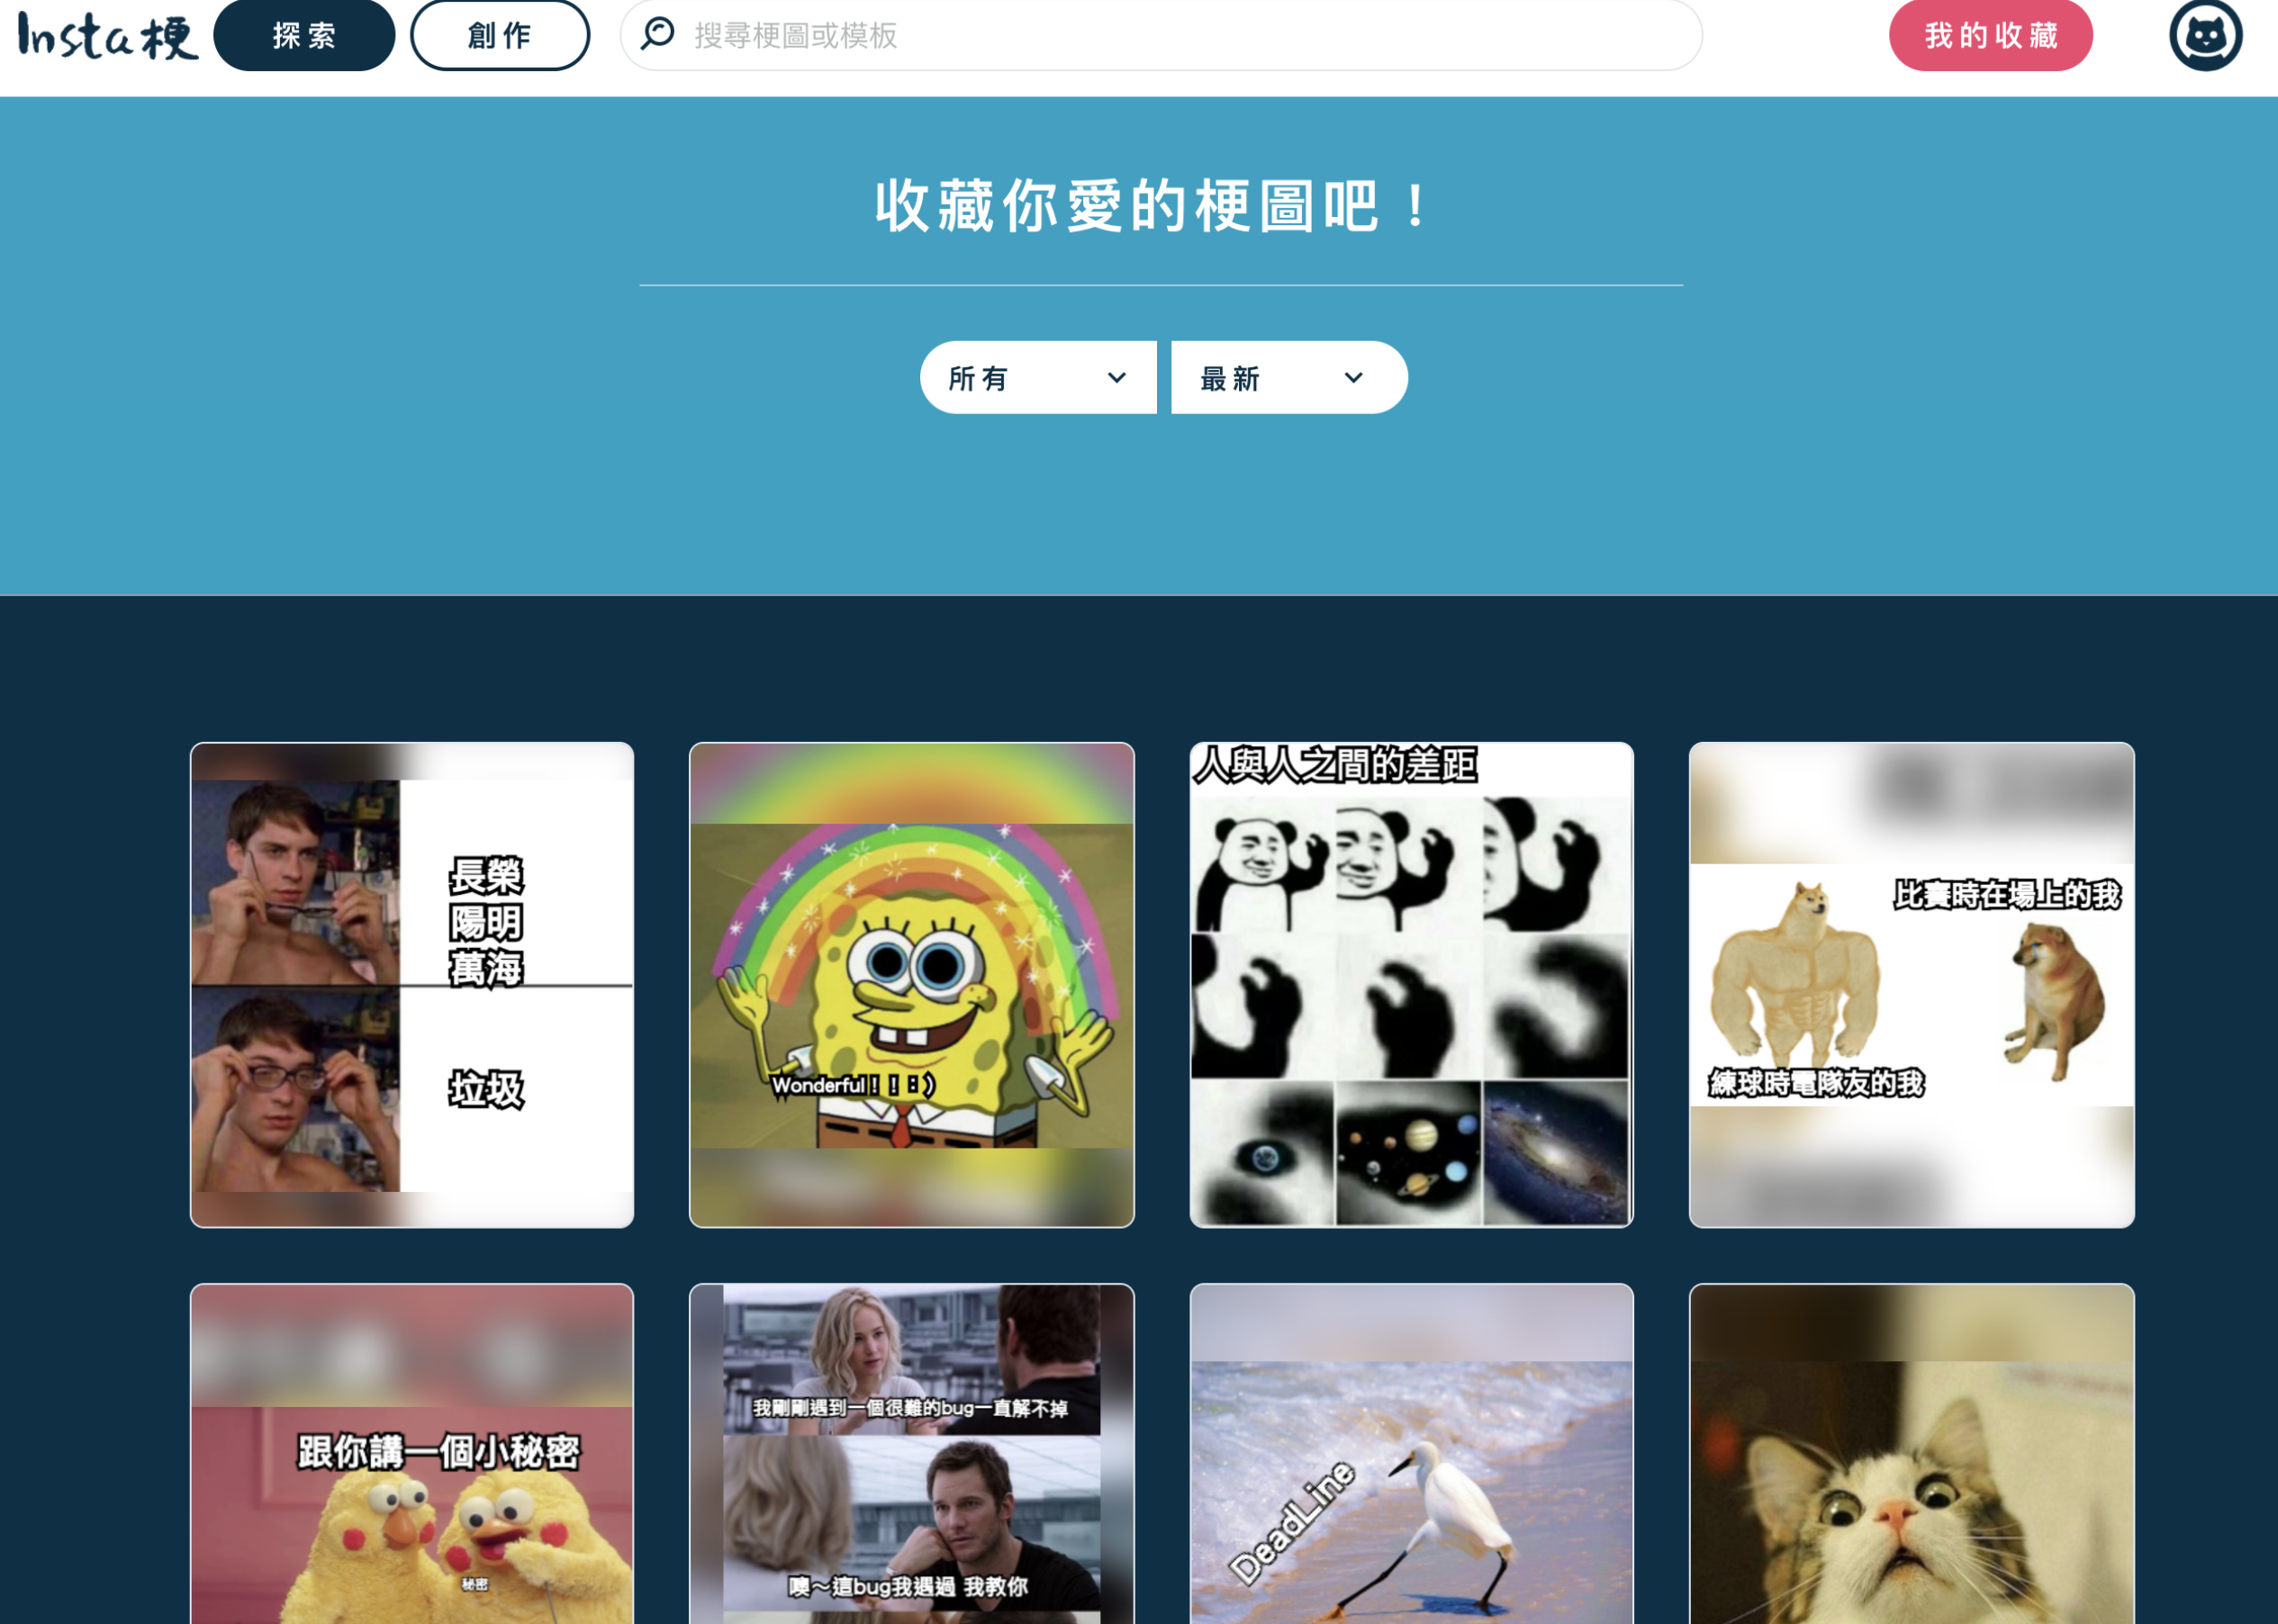 Insta梗
探索
創作
搜尋梗圖或模板
我的收藏
收藏你愛的梗圖吧！
所有
最新
長榮
陽明
萬海
垃圾
Wonderful！！：）
人與人之間的差距
比賽時在場上的我
練球時電隊友的我
跟你講一個小秘密
秘密
我剛剛遇到一個很難的bug一直解不掉
噢～這bug我遇過 我教你
DeadLine